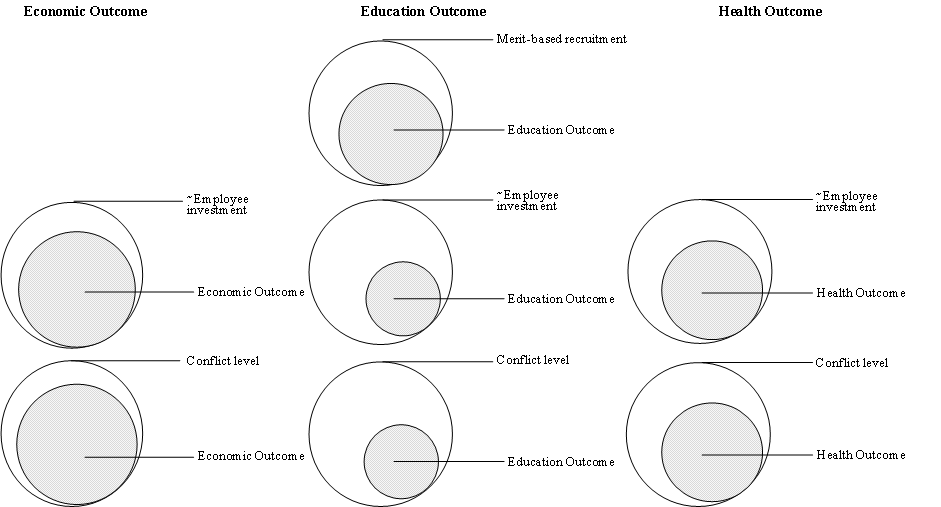 Economic Outcome
Education Outcome
Health Outcome
Merit-based recruitment
Education Outcome
~Employee
investment
Economic Outcome
~Employee
investment
Education Outcome
~Employee
investment
Health Outcome
Conflict level
Economic Outcome
Conflict level
Education Outcome
Conflict level
Health Outcome